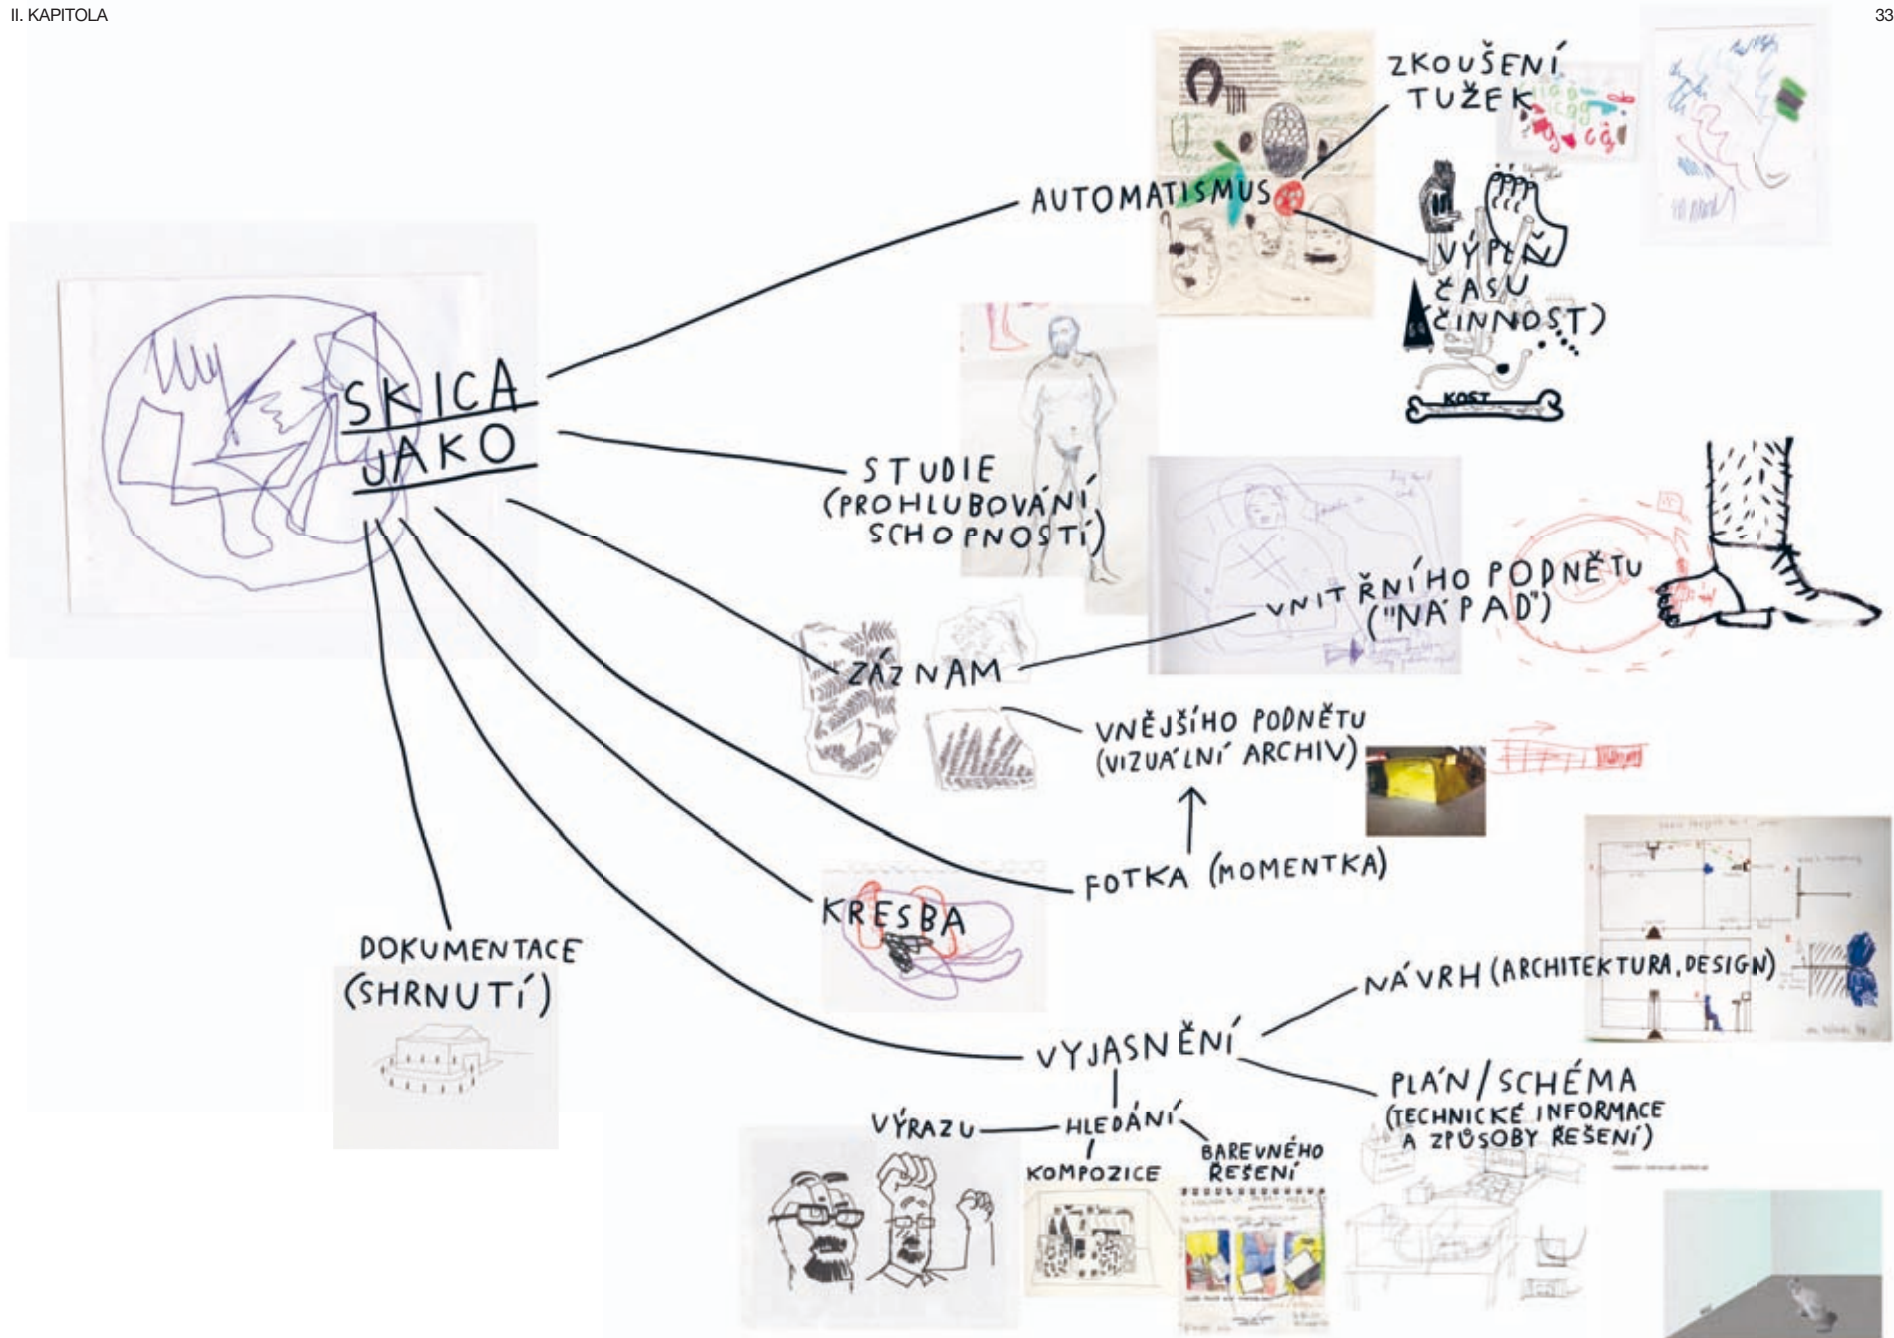 II. KAPITOLA
33
SKICA
JAKO
AUTOMATISMUS
ZKOUŠENÍ
TUŽEK
VÝPLŇ
ČASU
(ČINNOST)
KOST
STUDIE
(PROHLUBOVÁNÍ
SCHOPNOSTÍ)
ZÁZNAM
VNITŘNÍHO PODNĚTU
("NÁPAD")
VNĚJŠÍHO PODNĚTU
(VIZUÁLNÍ ARCHIV)
FOTKA (MOMENTKA)
KRESBA
DOKUMENTACE
(SHRNUTÍ)
VYJASNĚNÍ
NÁVRH (ARCHITEKTURA, DESIGN)
PLÁN/SCHÉMA
(TECHNICKÉ INFORMACE
A ZPŮSOBY ŘEŠENÍ)
HLEDÁNÍ
VÝRAZU
KOMPOZICE
BAREVNÉHO
ŘEŠENÍ